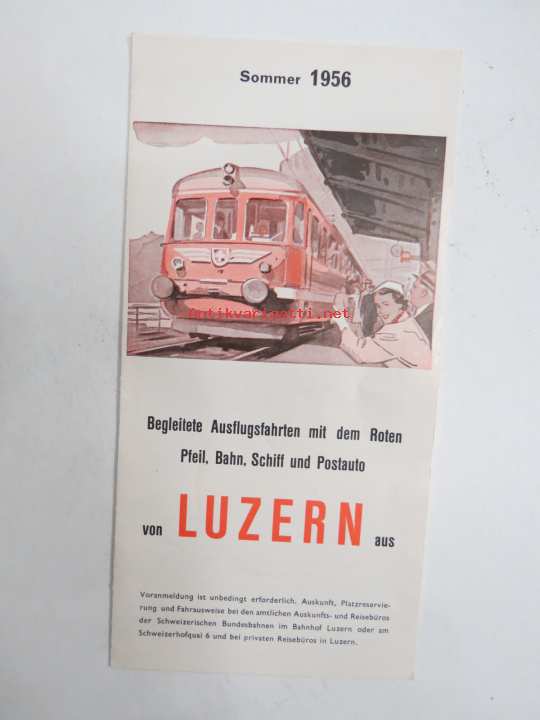 Sommer 1956
Antikvariaatti.net
Begleitete Ausflugsfahrten mit dem Roten
Pfeil, Bahn, Schiff und Postauto
von LUZERN aus
Voranmeldung ist unbedingt erforderlich. Auskunft, Platzreservie-
rung und Fahrausweise bei den amtlichen Auskunfts- und Reisebüros
der Schweizerischen Bundesbahnen im Bahnhof Luzern oder am
Schweizerhofquai 6 und bei privaten Reisebüros in Luzern.